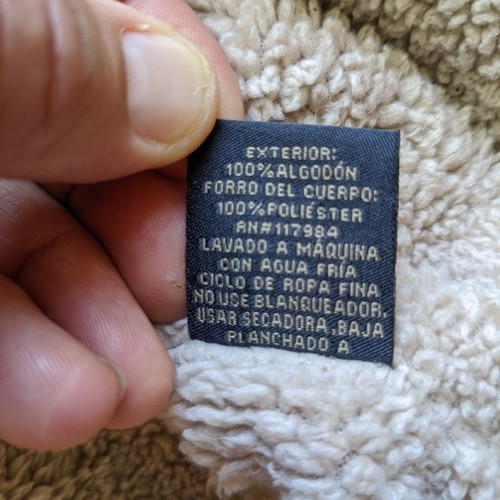 EXTERIOR:
100%ALGODÓN
FORRO DEL CUERPO:
100%POLIÉSTER
RN#117984
LAVADO A MÁQUINA
CON AGUA FRÍA
CICLO DE ROPA FINA
NO USE BLANQUEADOR.
USAR SECADORA ,BAJA
PLANCHADO A